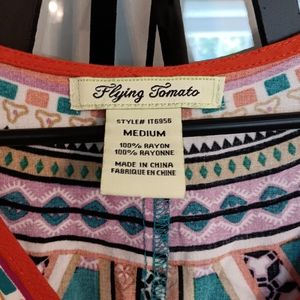 Flying Tomato
STYLE# IT6956
MEDIUM
100% RAYON
100% RAYONNE
MADE IN CHINA
FABRIQUE EN CHINE